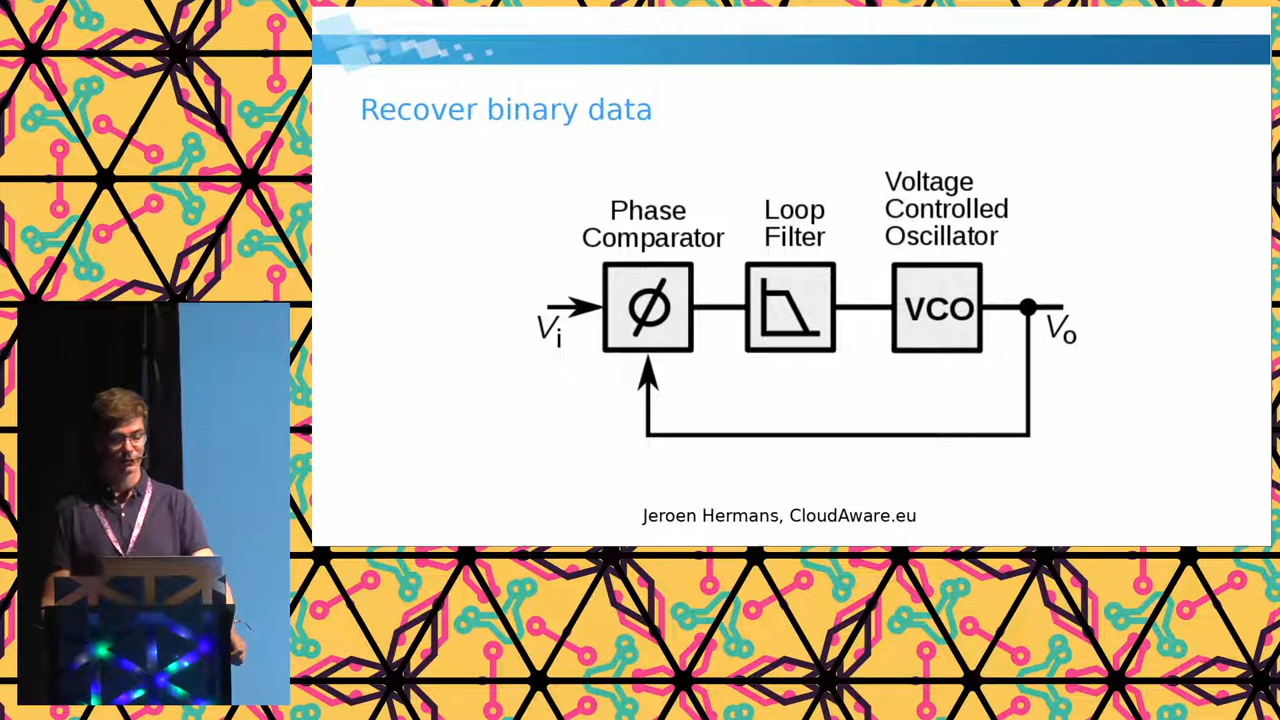 Recover binary data
Phase
Comparator
Loop
Filter
Voltage
Controlled
Oscillator
Vi
VCO
Vo
Jeroen Hermans, CloudAware.eu